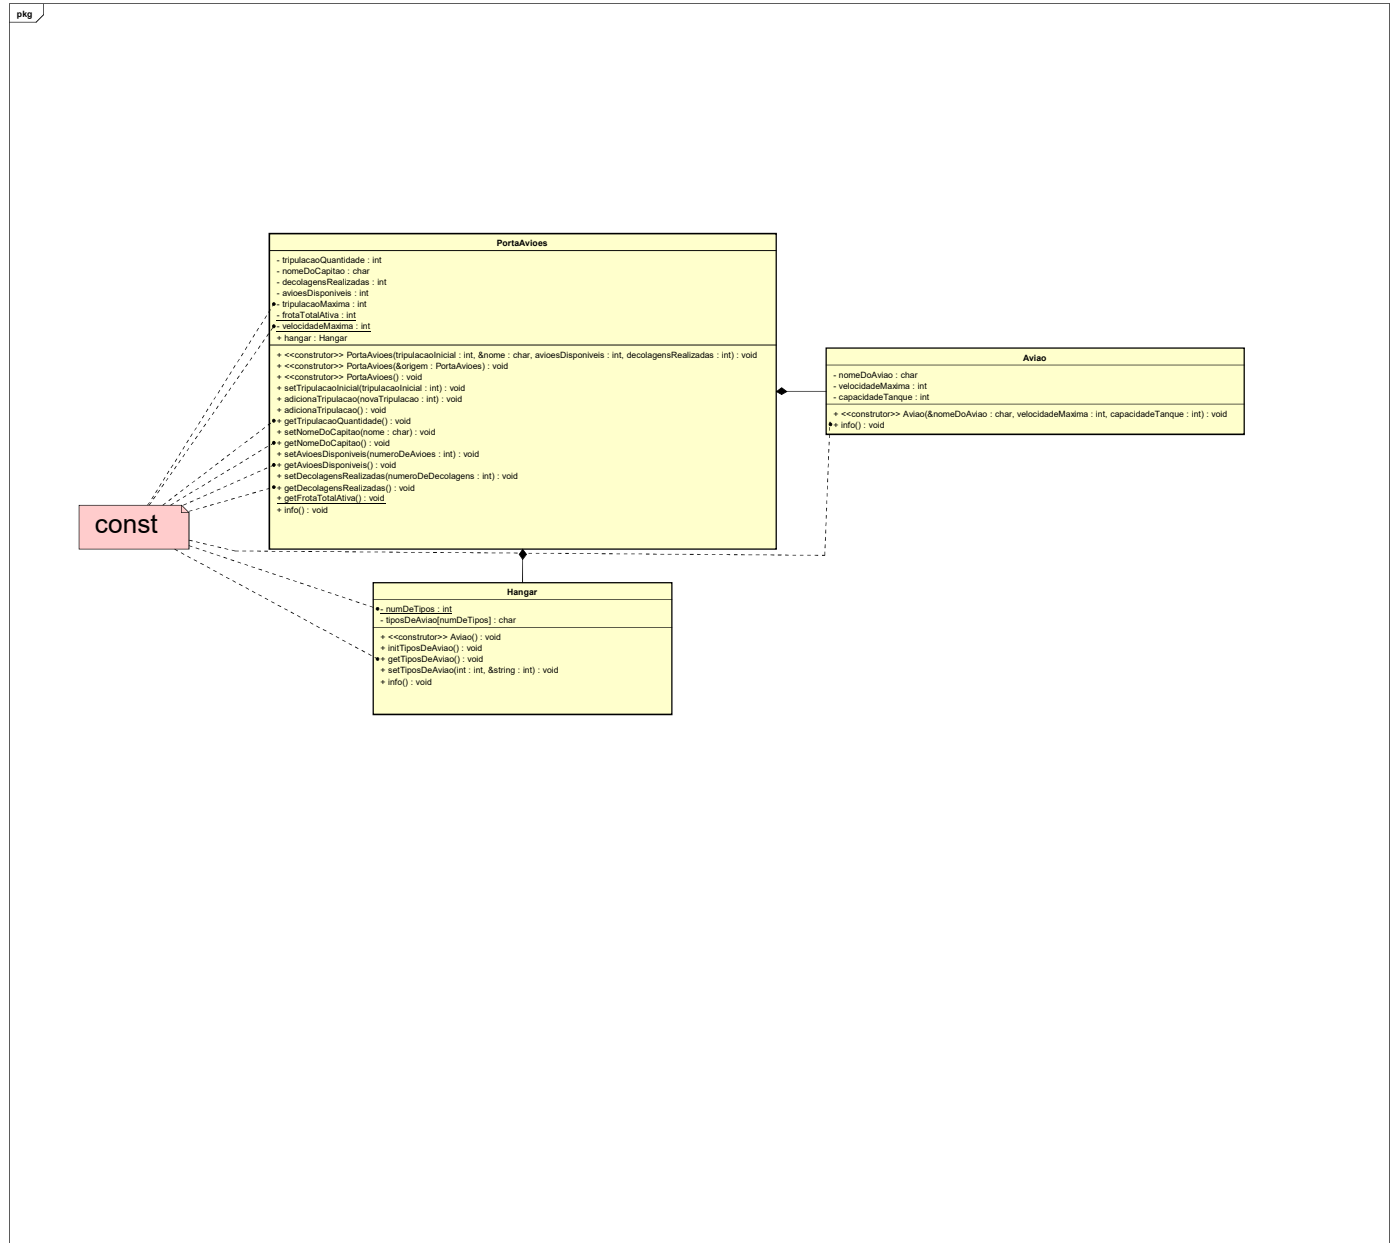 pkg
PortaAvioes
- tripulacaoQuantidade : int
- nomeDoCapitao : char
- decolagensRealizadas : int
- avioesDisponiveis : int
- tripulacaoMaxima : int
- frotaTotalAtiva : int
- velocidadeMaxima : int
+ hangar : Hangar
+ <<construtor>> PortaAvioes(tripulacaoInicial : int, &nome : char, avioesDisponiveis : int, decolagensRealizadas : int) : void
+ <<construtor>> PortaAvioes(&origem : PortaAvioes) : void
+ <<construtor>> PortaAvioes() : void
+ setTripulacaoInicial(tripulacaoInicial : int) : void
+ adicionaTripulacao(novaTripulacao : int) : void
+ adicionaTripulacao() : void
+ getTripulacaoQuantidade() : void
+ setNomeDoCapitao(nome : char) : void
+ getNomeDoCapitao() : void
+ setAvioesDisponiveis(numeroDeAvioes : int) : void
+ getAvioesDisponiveis() : void
+ setDecolagensRealizadas(numeroDeDecolagens : int) : void
+ getDecolagensRealizadas() : void
+ getFrotaTotalAtiva() : void
+ info() : void
Aviao
- nomeDoAviao : char
- velocidadeMaxima : int
- capacidadeTanque : int
+ <<construtor>> Aviao(&nomeDoAviao : char, velocidadeMaxima : int, capacidadeTanque : int) : void
+ info() : void
const
Hangar
- numDeTipos : int
- tiposDeAviao[numDeTipos] : char
+ <<construtor>> Aviao() : void
+ initTiposDeAviao() : void
+ getTiposDeAviao() : void
+ setTiposDeAviao(int : int, &string : int) : void
+ info() : void